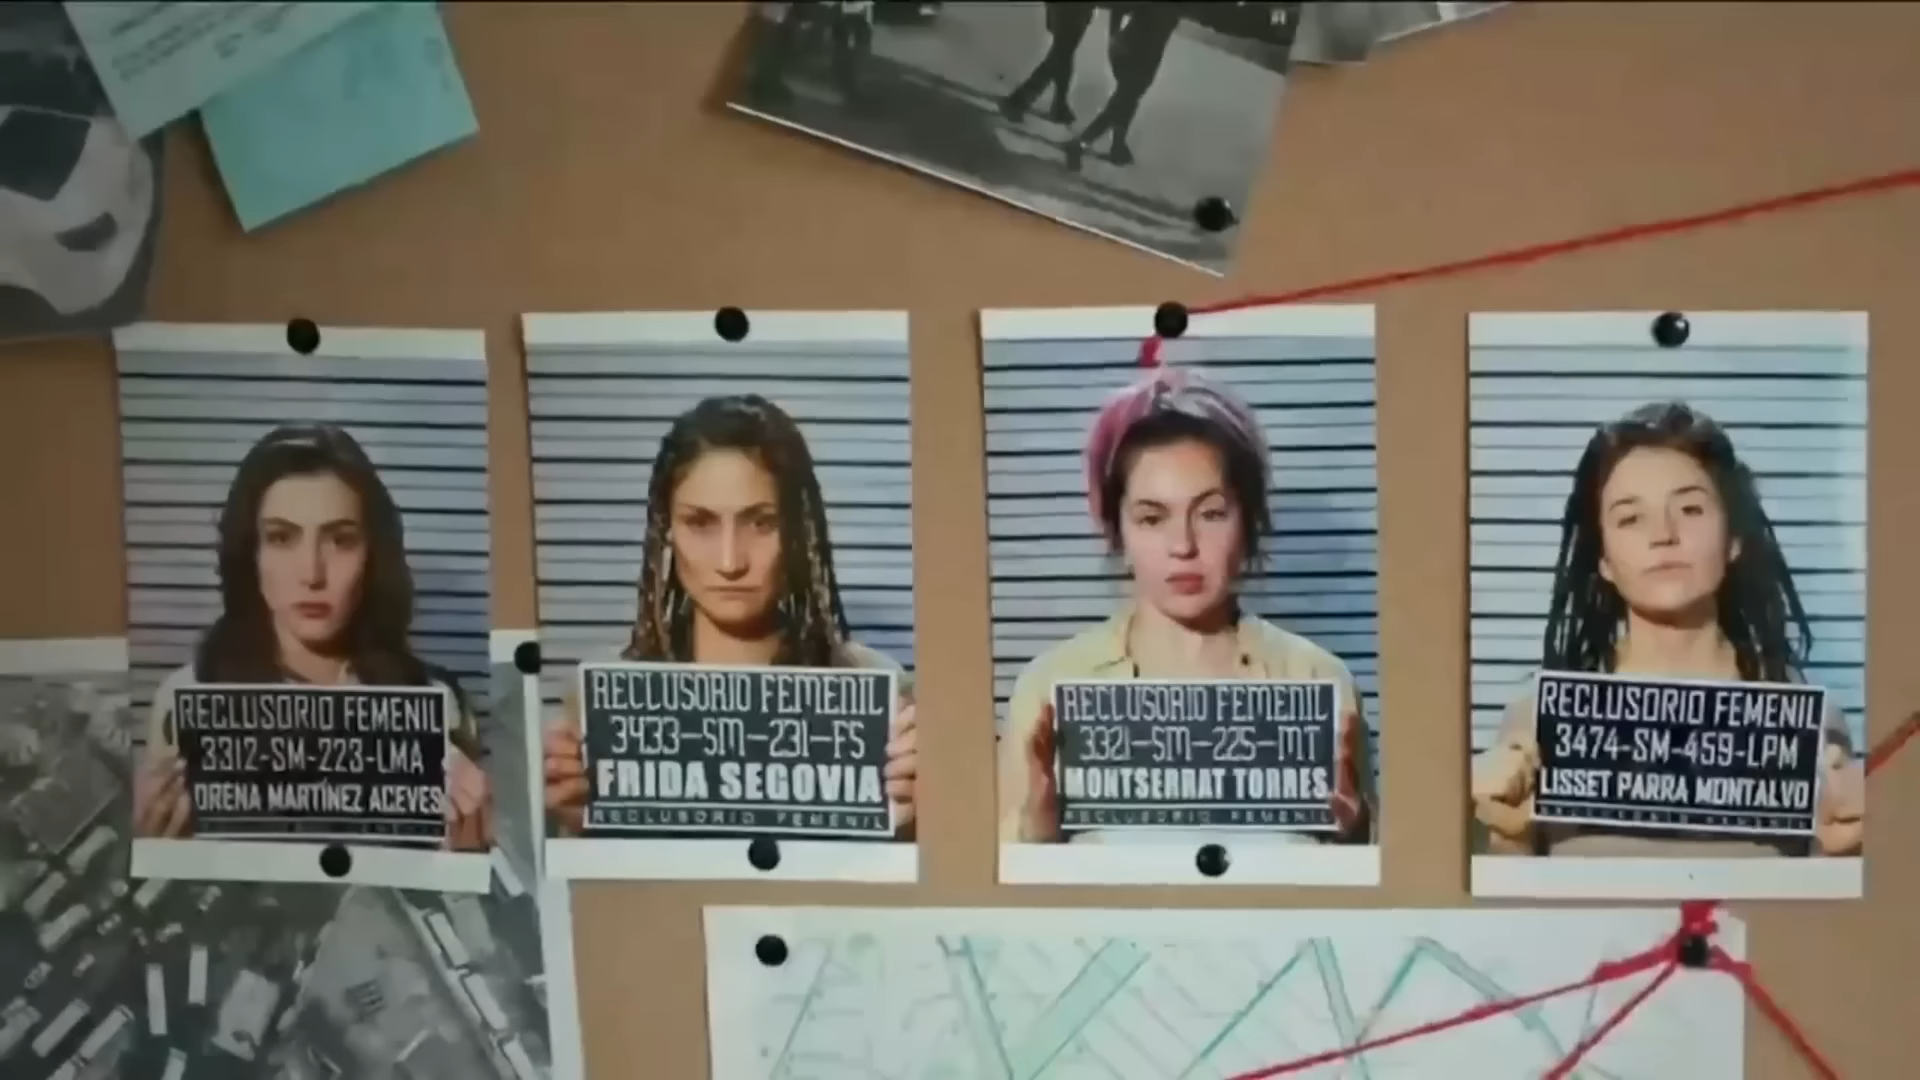 RECLUSORIO FEMENIL
3312-SM-223-LMA
ORENA MARTÍNEZ ACEVES
RECLUSORIO FEMENIL
3433-SM-231-FS
FRIDA SEGOVIA
RECLUSORIO FEMENIL
RECLUSORIO FEMENIL
3321-SM-225-MT
MONTSERRAT TORRES
RECLUSORIO FEMENIL
RECLUSORIO FEMENIL
3474-SM-459-LPM
LISSET PARRA MONTALVO
RECLUSORIO FEMENIL